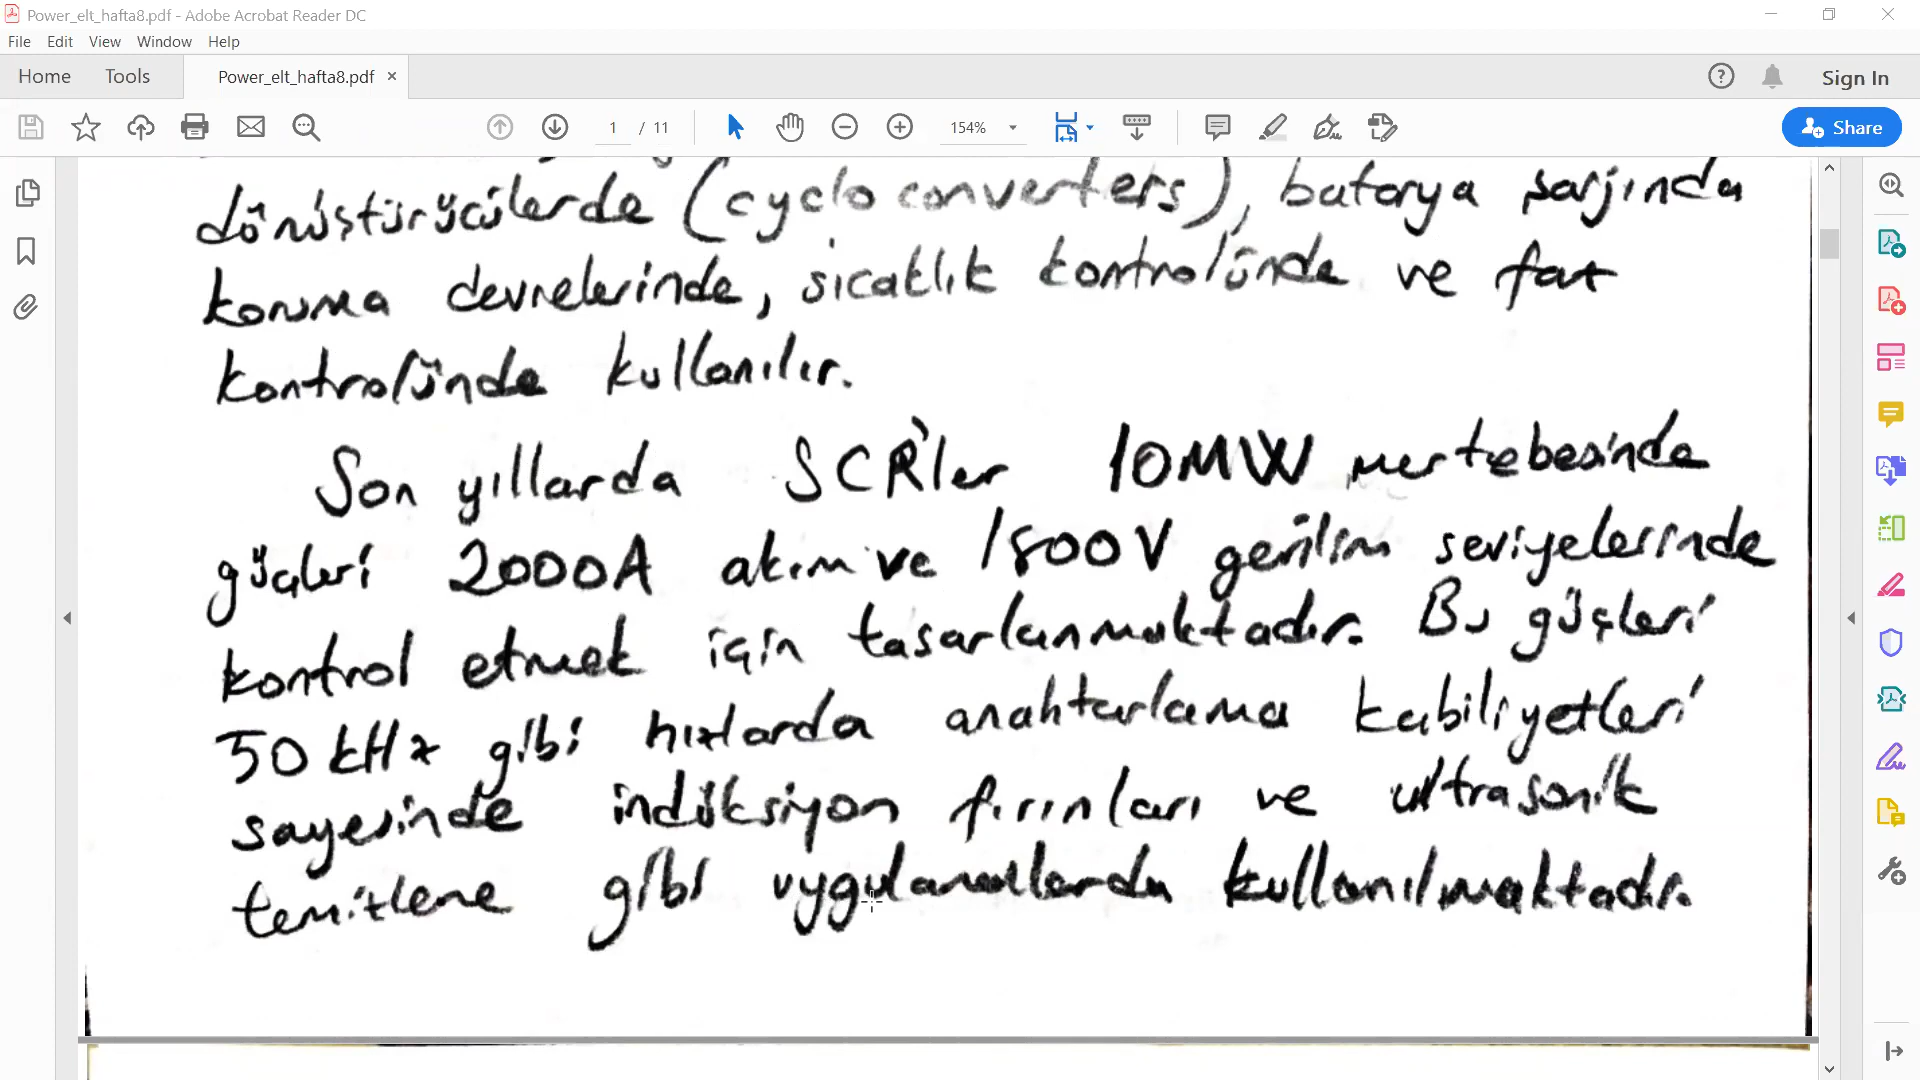 Power_elt_hafta8.pdf - Adobe Acrobat Reader DC
File Edit View Window Help
Home Tools Power_elt_hafta8.pdf × Sign In
1 / 11 154% Share
dönüştürücülerde (cyclo converters), batarya şarjında
koruma devrelerinde, sıcaklık kontrolünde ve fan
kontrolünde kullanılır.
Son yıllarda SCR'ler 10MW mertebesinde
güçleri 2000A akım ve 1800V gerilim seviyelerinde
kontrol etmek için tasarlanmaktadır. Bu güçleri
50 kHz gibi hızlarda anahtarlama kabiliyetleri
sayesinde indüksiyon fırınları ve ultrasonik
temizleme gibi uygulamalarda kullanılmaktadır.